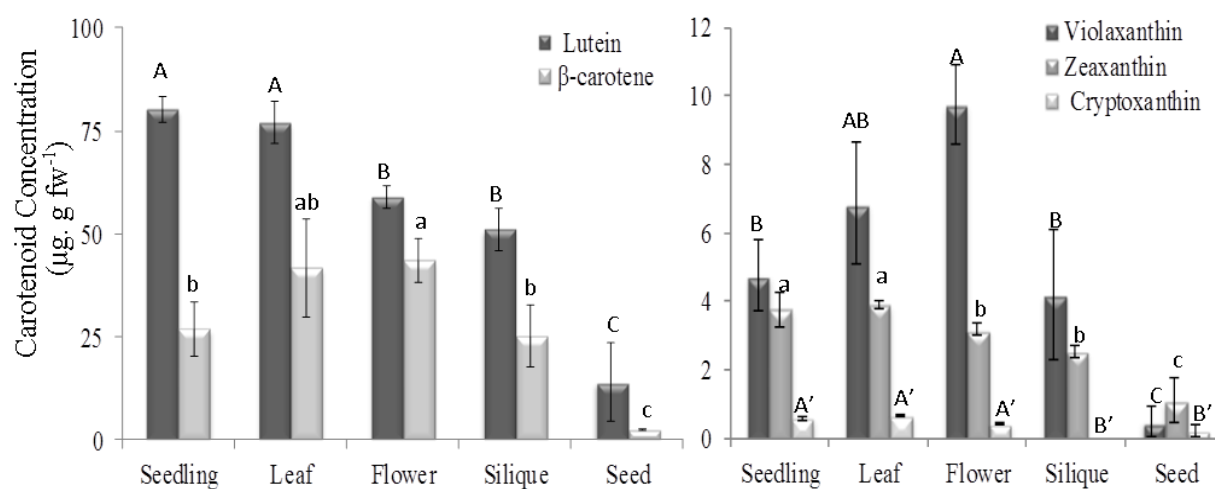 Carotenoid Concentration
(µg. g fw⁻¹)
100
75
50
25
0
Lutein
β-carotene
A
b
A
ab
B
a
B
b
C
c
Seedling Leaf Flower Silique Seed
12
10
8
6
4
2
0
Violaxanthin
Zeaxanthin
Cryptoxanthin
B
a
A′
AB
a
A′
A
b
A′
B
b
B′
C
c
B′
Seedling Leaf Flower Silique Seed